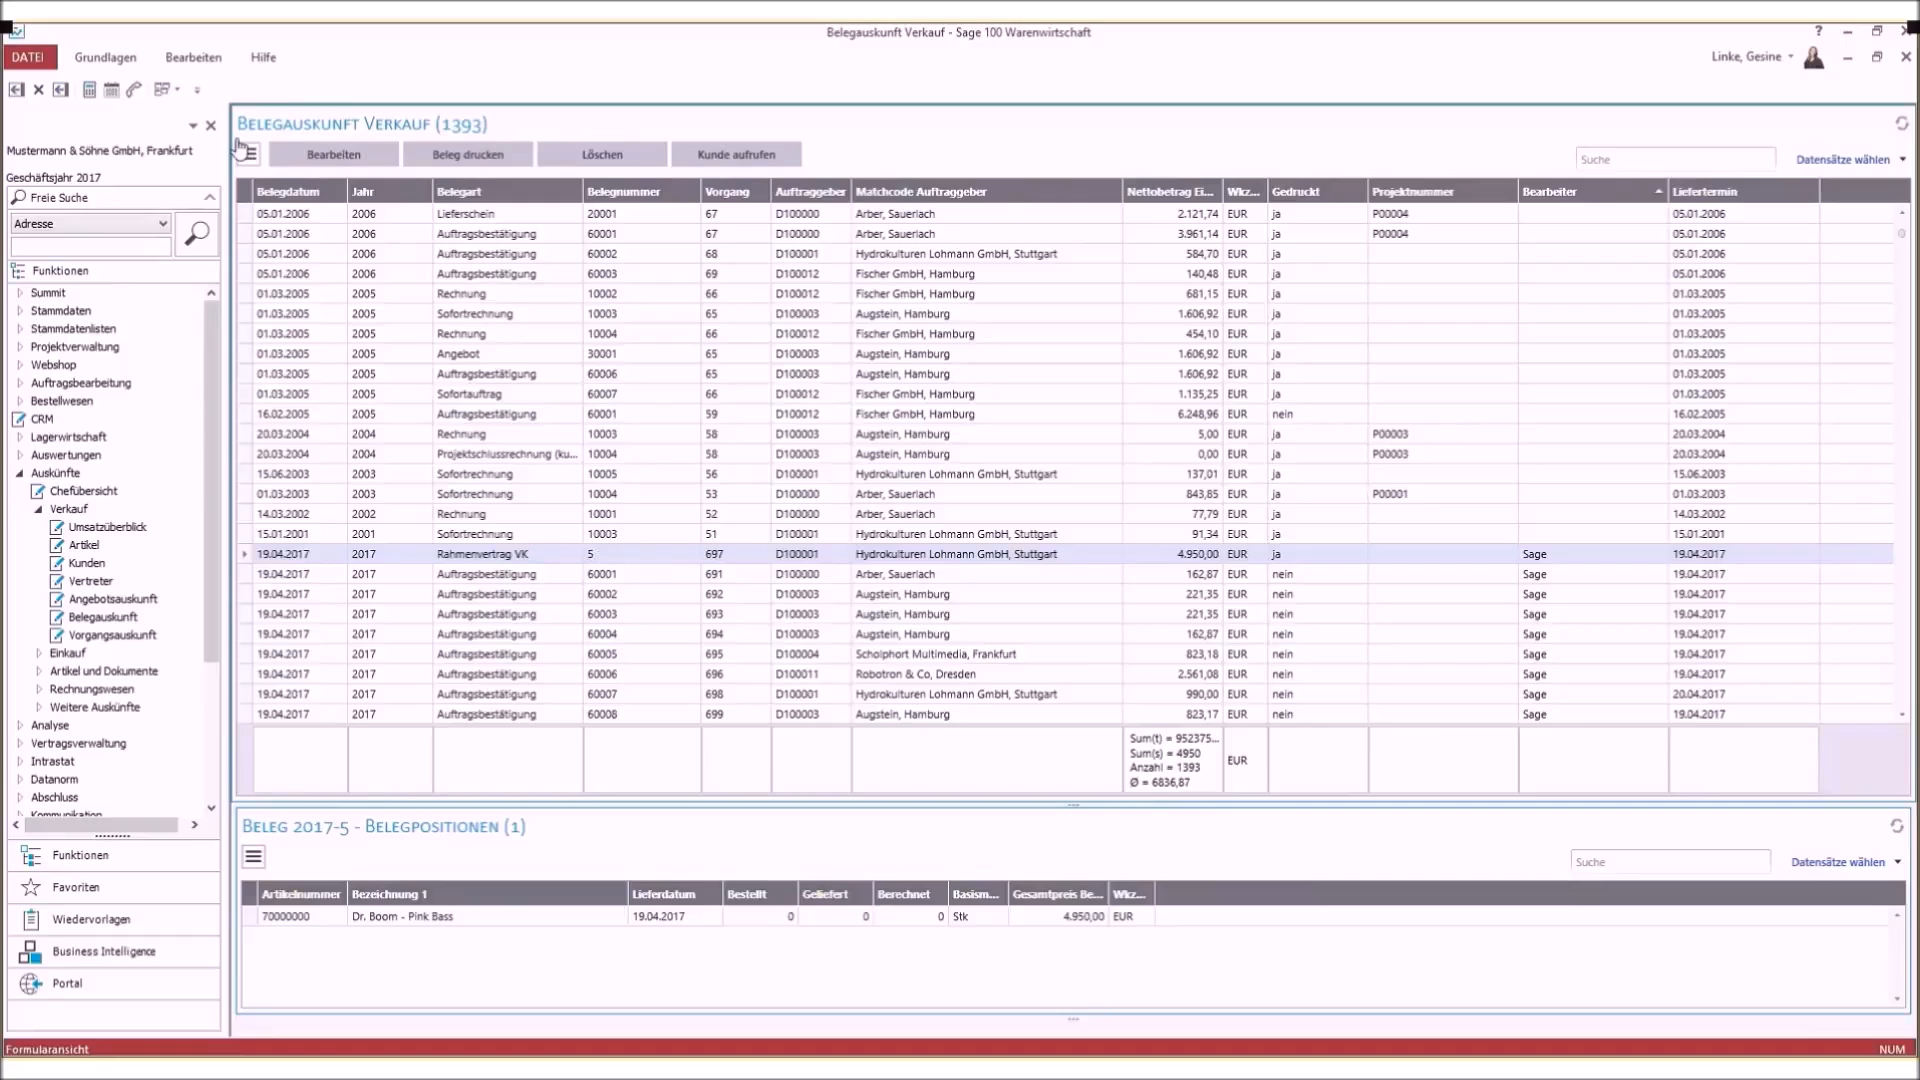 Belegauskunft Verkauf - Sage 100 Warenwirtschaft
?
DATEI Grundlagen Bearbeiten Hilfe
Linke, Gesine
Mustermann & Söhne GmbH, Frankfurt
Geschäftsjahr 2017
Freie Suche
Adresse
Funktionen
Summit
Stammdaten
Stammdatenlisten
Projektverwaltung
Webshop
Auftragsbearbeitung
Bestellwesen
CRM
Lagerwirtschaft
Auswertungen
Auskünfte
Chefübersicht
Verkauf
Umsatzüberblick
Artikel
Kunden
Vertreter
Angebotsauskunft
Belegauskunft
Vorgangsauskunft
Einkauf
Artikel und Dokumente
Rechnungswesen
Weitere Auskünfte
Analyse
Vertragsverwaltung
Intrastat
Datanorm
Abschluss
Kommunikation
Funktionen
Favoriten
Wiedervorlagen
Business Intelligence
Portal
Belegauskunft Verkauf (1393)
Bearbeiten Beleg drucken Löschen Kunde aufrufen
Suche Datensätze wählen
Belegdatum Jahr Belegart Belegnummer Vorgang Auftraggeber Matchcode Auftraggeber Nettobetrag Ei... Wkz... Gedruckt Projektnummer Bearbeiter Liefertermin
05.01.2006 2006 Lieferschein 20001 67 D100000 Arber, Sauerlach 2.121,74 EUR ja P00004 05.01.2006
05.01.2006 2006 Auftragsbestätigung 60001 67 D100000 Arber, Sauerlach 3.961,14 EUR ja P00004 05.01.2006
05.01.2006 2006 Auftragsbestätigung 60002 68 D100001 Hydrokulturen Lohmann GmbH, Stuttgart 584,70 EUR ja 05.01.2006
05.01.2006 2006 Auftragsbestätigung 60003 69 D100012 Fischer GmbH, Hamburg 140,48 EUR ja 05.01.2006
01.03.2005 2005 Rechnung 10002 66 D100012 Fischer GmbH, Hamburg 681,15 EUR ja 01.03.2005
01.03.2005 2005 Sofortrechnung 10003 65 D100003 Augstein, Hamburg 1.606,92 EUR ja 01.03.2005
01.03.2005 2005 Rechnung 10004 66 D100012 Fischer GmbH, Hamburg 454,10 EUR ja 01.03.2005
01.03.2005 2005 Angebot 30001 65 D100003 Augstein, Hamburg 1.606,92 EUR ja 01.03.2005
01.03.2005 2005 Auftragsbestätigung 60006 65 D100003 Augstein, Hamburg 1.606,92 EUR ja 01.03.2005
01.03.2005 2005 Sofortauftrag 60007 66 D100012 Fischer GmbH, Hamburg 1.135,25 EUR ja 01.03.2005
16.02.2005 2005 Auftragsbestätigung 60001 59 D100012 Fischer GmbH, Hamburg 6.248,96 EUR nein 16.02.2005
20.03.2004 2004 Rechnung 10003 58 D100003 Augstein, Hamburg 5,00 EUR ja P00003 20.03.2004
20.03.2004 2004 Projektschlussrechnung (ku... 10004 58 D100003 Augstein, Hamburg 0,00 EUR ja P00003 20.03.2004
15.06.2003 2003 Sofortrechnung 10005 56 D100001 Hydrokulturen Lohmann GmbH, Stuttgart 137,01 EUR ja 15.06.2003
01.03.2003 2003 Sofortrechnung 10004 53 D100000 Arber, Sauerlach 843,85 EUR ja P00001 01.03.2003
14.03.2002 2002 Rechnung 10001 52 D100000 Arber, Sauerlach 77,79 EUR ja 14.03.2002
15.01.2001 2001 Sofortrechnung 10003 51 D100001 Hydrokulturen Lohmann GmbH, Stuttgart 91,34 EUR ja 15.01.2001
19.04.2017 2017 Rahmenvertrag VK 5 697 D100001 Hydrokulturen Lohmann GmbH, Stuttgart 4.950,00 EUR ja Sage 19.04.2017
19.04.2017 2017 Auftragsbestätigung 60001 691 D100000 Arber, Sauerlach 162,87 EUR nein Sage 19.04.2017
19.04.2017 2017 Auftragsbestätigung 60002 692 D100003 Augstein, Hamburg 221,35 EUR nein Sage 19.04.2017
19.04.2017 2017 Auftragsbestätigung 60003 693 D100003 Augstein, Hamburg 221,35 EUR nein Sage 19.04.2017
19.04.2017 2017 Auftragsbestätigung 60004 694 D100003 Augstein, Hamburg 162,87 EUR nein Sage 19.04.2017
19.04.2017 2017 Auftragsbestätigung 60005 695 D100004 Scholphort Multimedia, Frankfurt 823,18 EUR nein Sage 19.04.2017
19.04.2017 2017 Auftragsbestätigung 60006 696 D100011 Robotron & Co, Dresden 2.561,08 EUR nein Sage 19.04.2017
19.04.2017 2017 Auftragsbestätigung 60007 698 D100001 Hydrokulturen Lohmann GmbH, Stuttgart 990,00 EUR nein Sage 20.04.2017
19.04.2017 2017 Auftragsbestätigung 60008 699 D100003 Augstein, Hamburg 823,17 EUR nein Sage 19.04.2017
Sum(t) = 952375...
Sum(s) = 4950
Anzahl = 1393
Ø = 6836,87
EUR
Beleg 2017-5 - Belegpositionen (1)
Suche Datensätze wählen
Artikelnummer Bezeichnung 1 Lieferdatum Bestellt Geliefert Berechnet Basism... Gesamtpreis Be... Wkz...
70000000 Dr. Boom - Pink Bass 19.04.2017 0 0 0 Stk 4.950,00 EUR
Formularansicht NUM